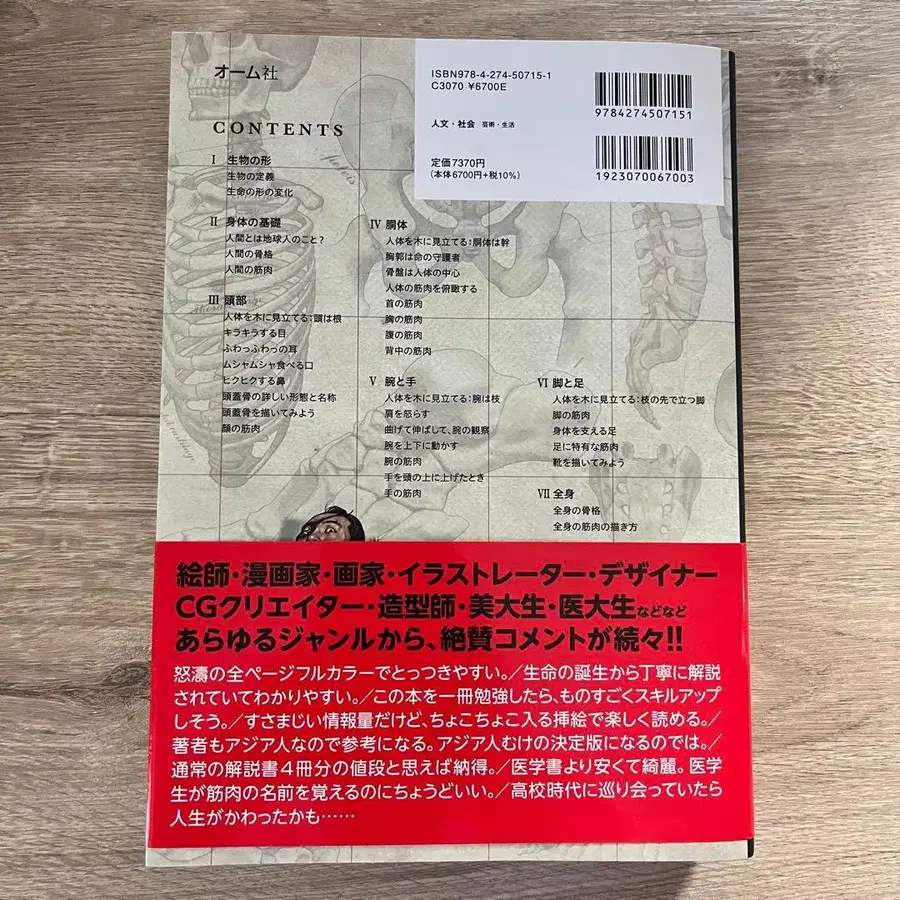 オーム社
ISBN978-4-274-50715-1
C3070 ¥6700E
9784274507151
人文・社会 芸術・生活
定価7370円
(本体6700円+税10%)
1923070067003
CONTENTS
I 生物の形
生物の定義
生命の形の変化
II 身体の基礎
人間とは地球人のこと?
人間の骨格
人間の筋肉
III 頭部
人体を木に見立てる:頭は根
キラキラする目
ふわっふわっの耳
ムシャムシャ食べる口
ヒクヒクする鼻
頭蓋骨の詳しい形態と名称
頭蓋骨を描いてみよう
顔の筋肉
IV 胴体
人体を木に見立てる:胴体は幹
胸郭は命の守護者
骨盤は人体の中心
人体の筋肉を俯瞰する
首の筋肉
胸の筋肉
腹の筋肉
背中の筋肉
V 腕と手
人体を木に見立てる:腕は枝
肩を怒らす
曲げて伸ばして、腕の観察
腕を上下に動かす
腕の筋肉
手を頭の上に上げたとき
手の筋肉
VI 脚と足
人体を木に見立てる:枝の先で立つ脚
脚の筋肉
身体を支える足
足に特有な筋肉
靴を描いてみよう
VII 全身
全身の骨格
全身の筋肉の描き方
絵師・漫画家・画家・イラストレーター・デザイナー
CGクリエイター・造型師・美大生・医大生などなど
あらゆるジャンルから、絶賛コメントが続々!!
怒濤の全ページフルカラーでとっつきやすい。/生命の誕生から丁寧に解説
されていてわかりやすい。/この本を一冊勉強したら、ものすごくスキルアップ
しそう。/すさまじい情報量だけど、ちょこちょこ入る挿絵で楽しく読める。/
著者もアジア人なので参考になる。アジア人むけの決定版になるのでは。/
通常の解説書4冊分の値段と思えば納得。/医学書より安くて綺麗。医学
生が筋肉の名前を覚えるのにちょうどいい。/高校時代に巡り会っていたら
人生がかわったかも……